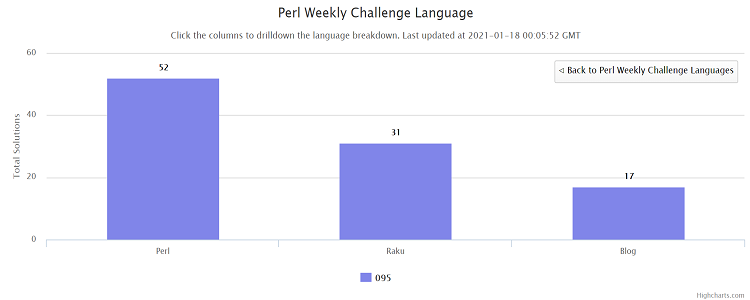 Perl Weekly Challenge Language
Click the columns to drilldown the language breakdown. Last updated at 2021-01-18 00:05:52 GMT
◁ Back to Perl Weekly Challenge Languages
Total Solutions
60
40
20
0
52
31
17
Perl
Raku
Blog
095
Highcharts.com